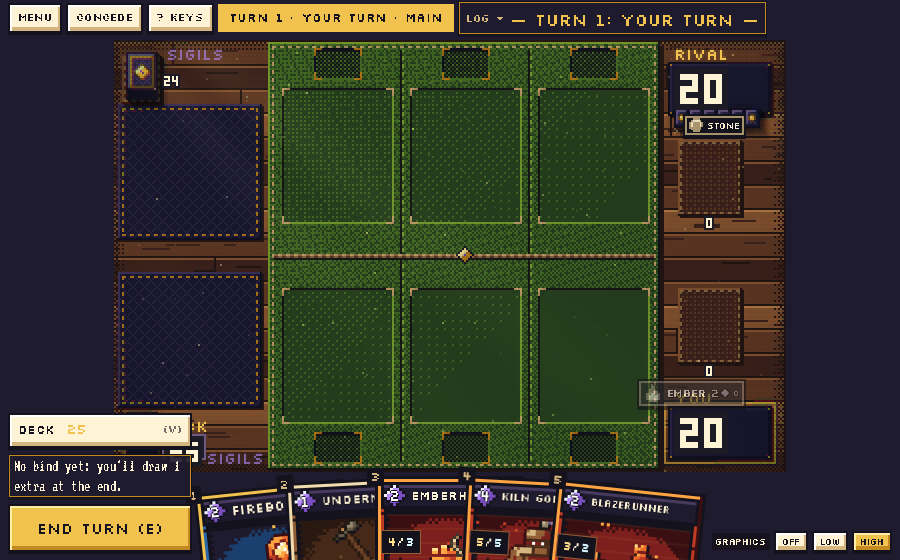 MENU
CONCEDE
? KEYS
TURN 1 · YOUR TURN · MAIN
LOG
— TURN 1: YOUR TURN —
SIGILS
24
RIVAL
20
STONE
0
0
EMBER 2
20
DECK 25 (V)
SIGILS
No bind yet: you'll draw 1
extra at the end.
END TURN (E)
1
2
3
4
5
2 FIREBO
1 UNDERN
2 EMBERH
4 KILN GO
2 BLAZERUNNER
4/3
5/5
3/2
GRAPHICS
OFF
LOW
HIGH